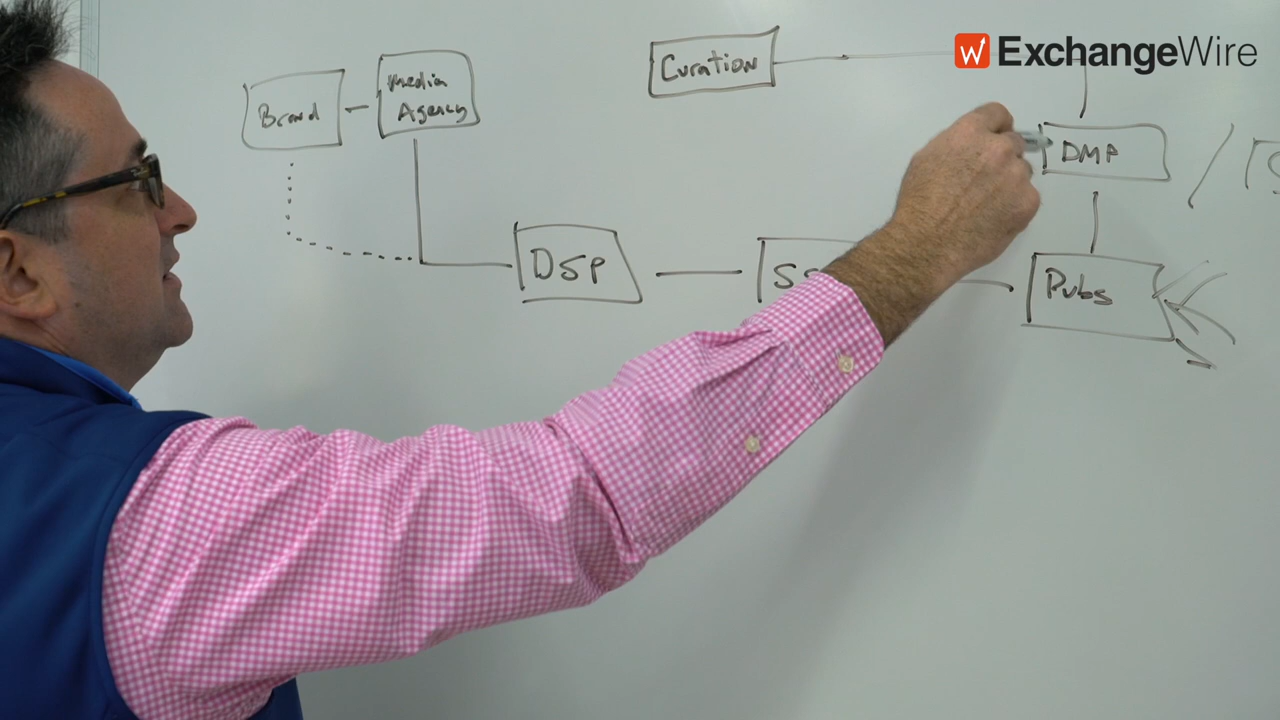 ExchangeWire
Curation
Media
Agency
Brand
DMP
DSP
Pubs